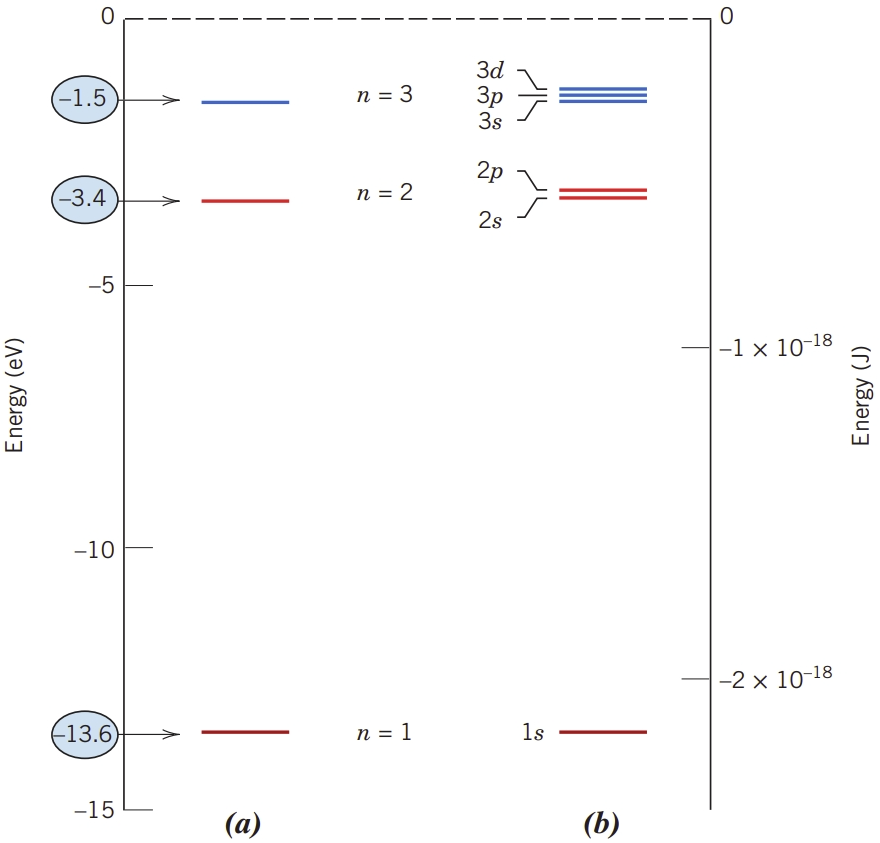 0
0
–1.5
n = 3
3d
3p
3s
–3.4
n = 2
2p
2s
–5
Energy (eV)
–1 × 10⁻¹⁸
Energy (J)
–10
–2 × 10⁻¹⁸
–13.6
n = 1
1s
–15
(a)
(b)